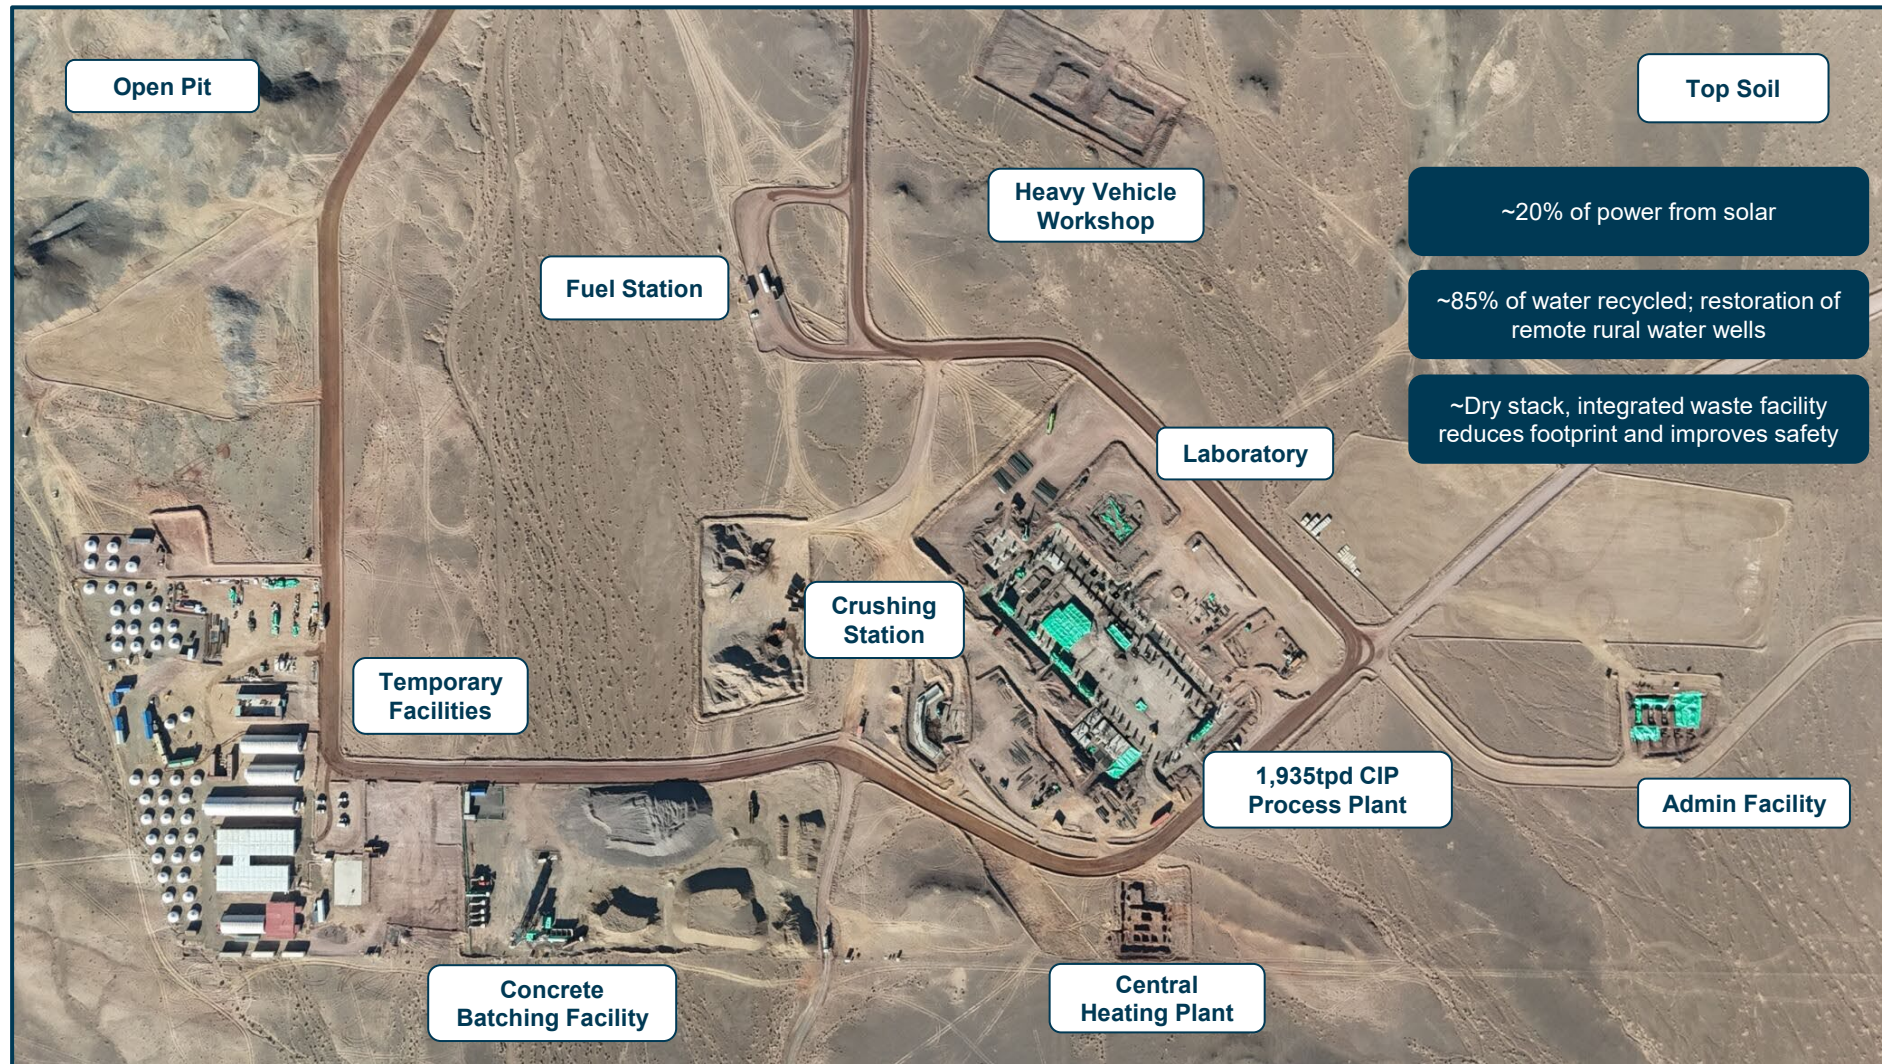 Open Pit
Top Soil
Heavy Vehicle
Workshop
~20% of power from solar
Fuel Station
~85% of water recycled; restoration of
remote rural water wells
~Dry stack, integrated waste facility
reduces footprint and improves safety
Laboratory
Crushing
Station
Temporary
Facilities
1,935tpd CIP
Process Plant
Admin Facility
Concrete
Batching Facility
Central
Heating Plant